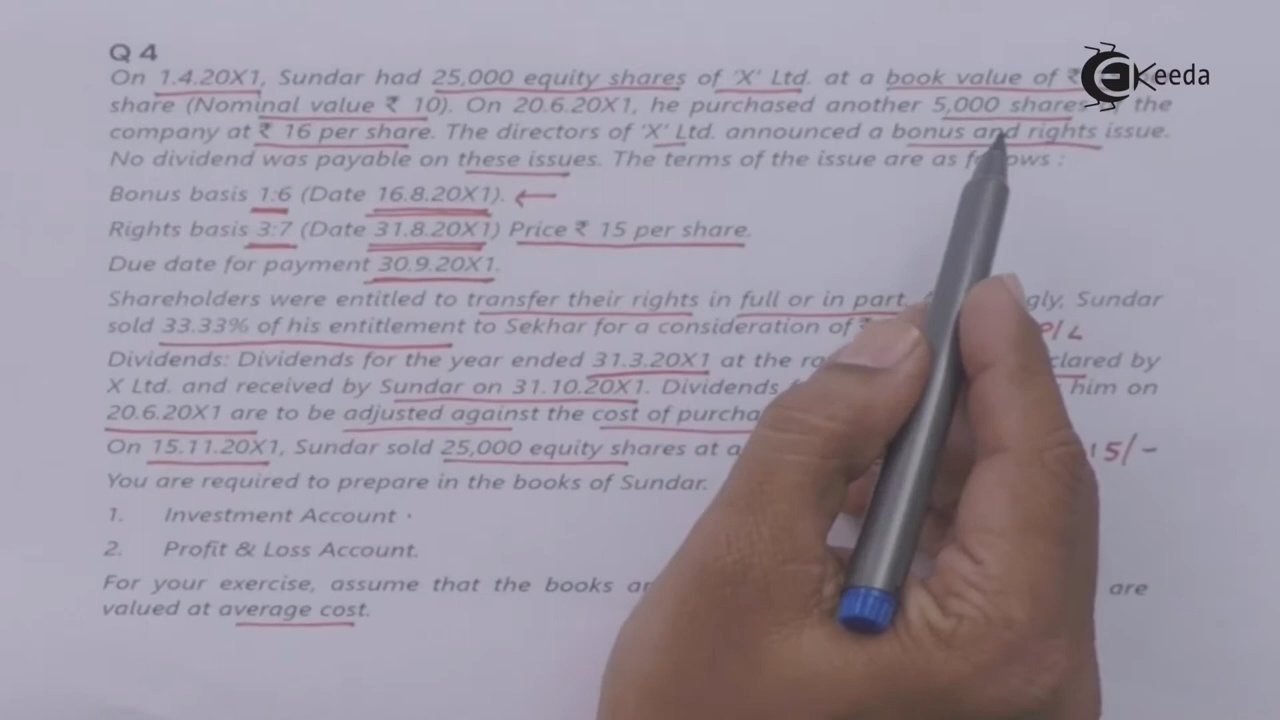 Keeda
Q 4
On 1.4.20X1, Sundar had 25,000 equity shares of 'X' Ltd. at a book value of ₹
share (Nominal value ₹ 10). On 20.6.20X1, he purchased another 5,000 shares the
company at ₹ 16 per share. The directors of 'X' Ltd. announced a bonus and rights issue.
No dividend was payable on these issues. The terms of the issue are as follows :
Bonus basis 1:6 (Date 16.8.20X1).
Rights basis 3:7 (Date 31.8.20X1) Price ₹ 15 per share.
Due date for payment 30.9.20X1.
Shareholders were entitled to transfer their rights in full or in part. Sundar
sold 33.33% of his entitlement to Sekhar for a consideration of ₹ P/L
Dividends: Dividends for the year ended 31.3.20X1 at the by
X Ltd. and received by Sundar on 31.10.20X1. Dividends him on
20.6.20X1 are to be adjusted against the cost of
On 15.11.20X1, Sundar sold 25,000 equity shares at a 15/-
You are required to prepare in the books of Sundar.
1. Investment Account
2. Profit & Loss Account.
For your exercise, assume that the books are
valued at average cost.